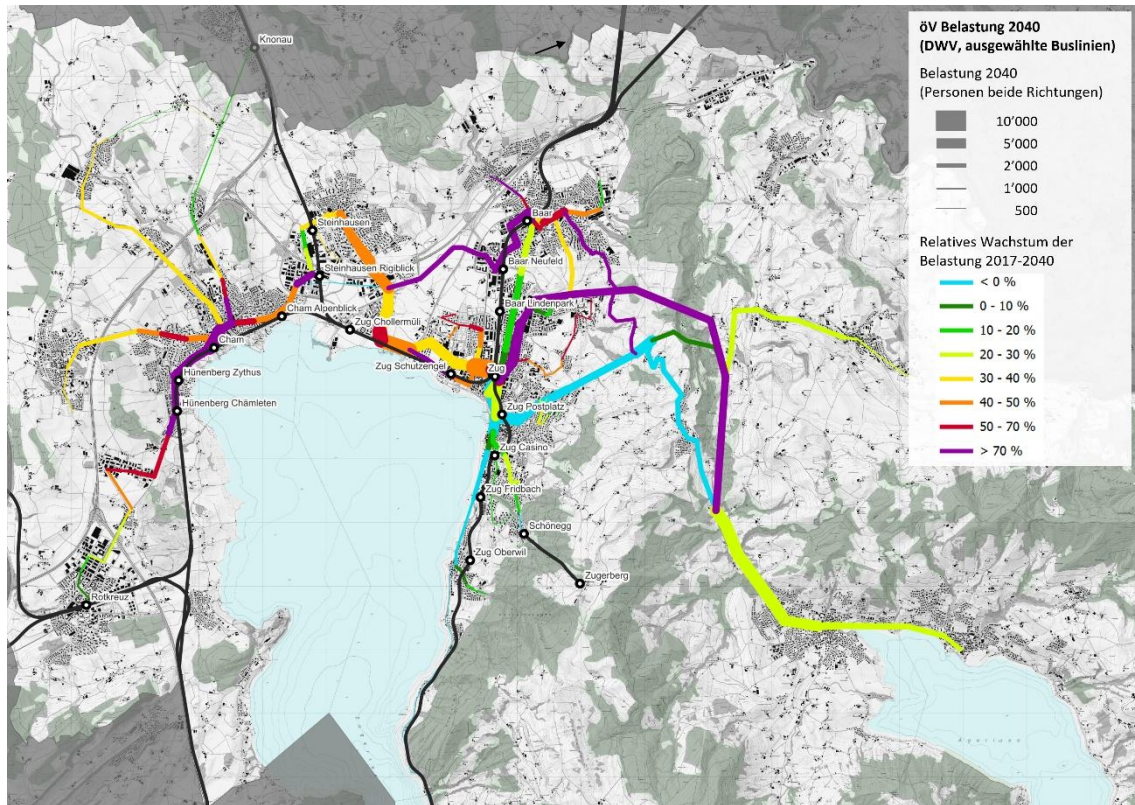 öV Belastung 2040
(DWV, ausgewählte Buslinien)
Belastung 2040
(Personen beide Richtungen)
10’000
5’000
2’000
1’000
500
Relatives Wachstum der
Belastung 2017-2040
< 0 %
0 - 10 %
10 - 20 %
20 - 30 %
30 - 40 %
40 - 50 %
50 - 70 %
> 70 %
Knonau
Steinhausen
Baar
Steinhausen Rigiblick
Baar Neufeld
Cham Alpenblick
Baar Lindenpark
Zug Chollermüli
Cham
Zug Schutzengel
Zug
Hünenberg Zythus
Hünenberg Chämleten
Zug Postplatz
Zug Casino
Zug Fridbach
Schönegg
Zug Oberwil
Zugerberg
Rotkreuz